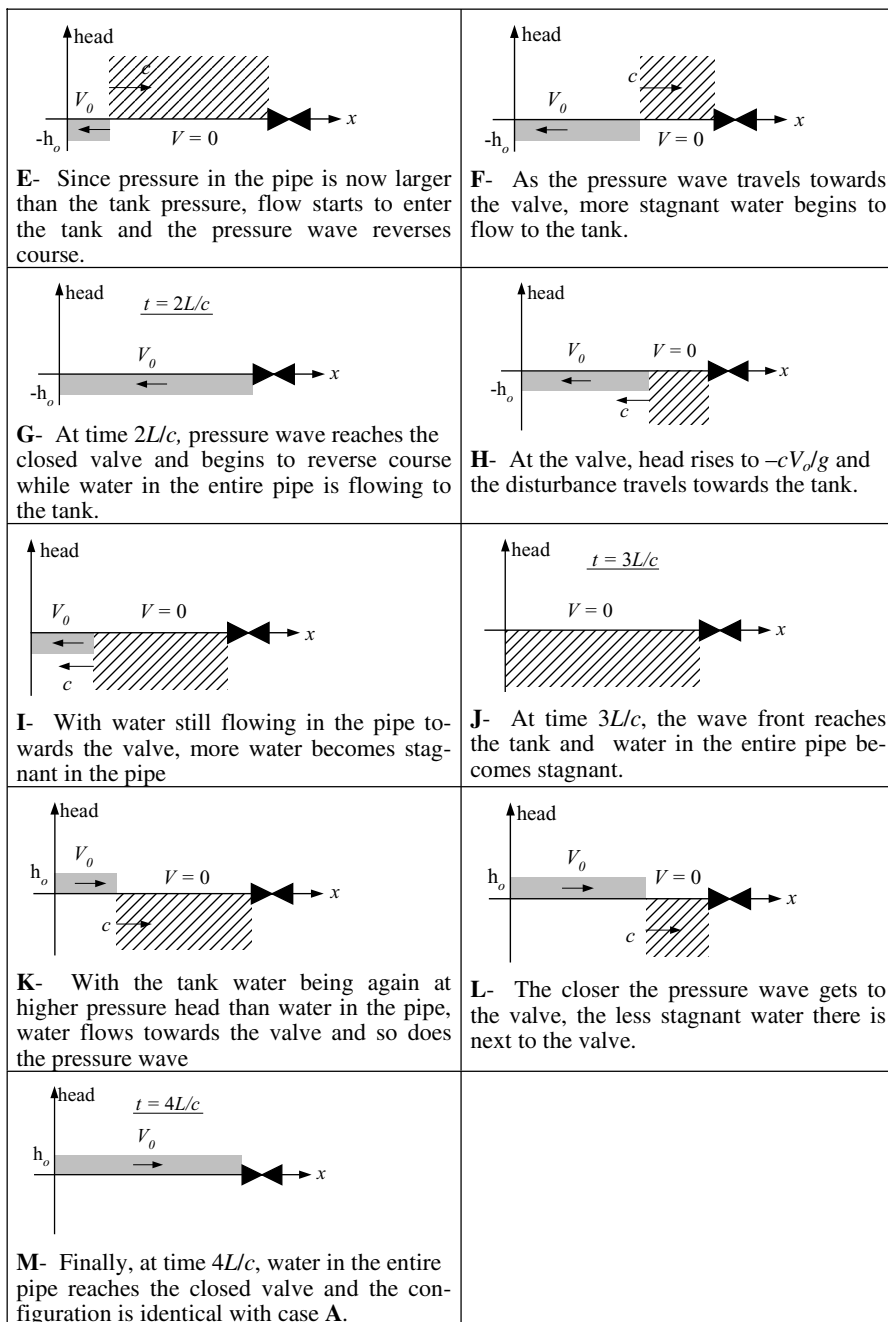 head
c
V0
x
-ho
V = 0
E- Since pressure in the pipe is now larger
than the tank pressure, flow starts to enter
the tank and the pressure wave reverses
course.
head
c
V0
x
-ho
V = 0
F- As the pressure wave travels towards
the valve, more stagnant water begins to
flow to the tank.
head
t = 2L/c
V0
x
-ho
G- At time 2L/c, pressure wave reaches the
closed valve and begins to reverse course
while water in the entire pipe is flowing to
the tank.
head
V0 V = 0
x
-ho
c
H- At the valve, head rises to –cVo/g and
the disturbance travels towards the tank.
head
V0 V = 0
x
c
I- With water still flowing in the pipe to-
wards the valve, more water becomes stag-
nant in the pipe
head
t = 3L/c
V = 0
x
J- At time 3L/c, the wave front reaches
the tank and water in the entire pipe be-
comes stagnant.
head
V0
ho
V = 0
x
c
K- With the tank water being again at
higher pressure head than water in the pipe,
water flows towards the valve and so does
the pressure wave
head
V0 V = 0
ho
x
c
L- The closer the pressure wave gets to
the valve, the less stagnant water there is
next to the valve.
head
t = 4L/c
V0
ho
x
M- Finally, at time 4L/c, water in the entire
pipe reaches the closed valve and the con-
figuration is identical with case A.